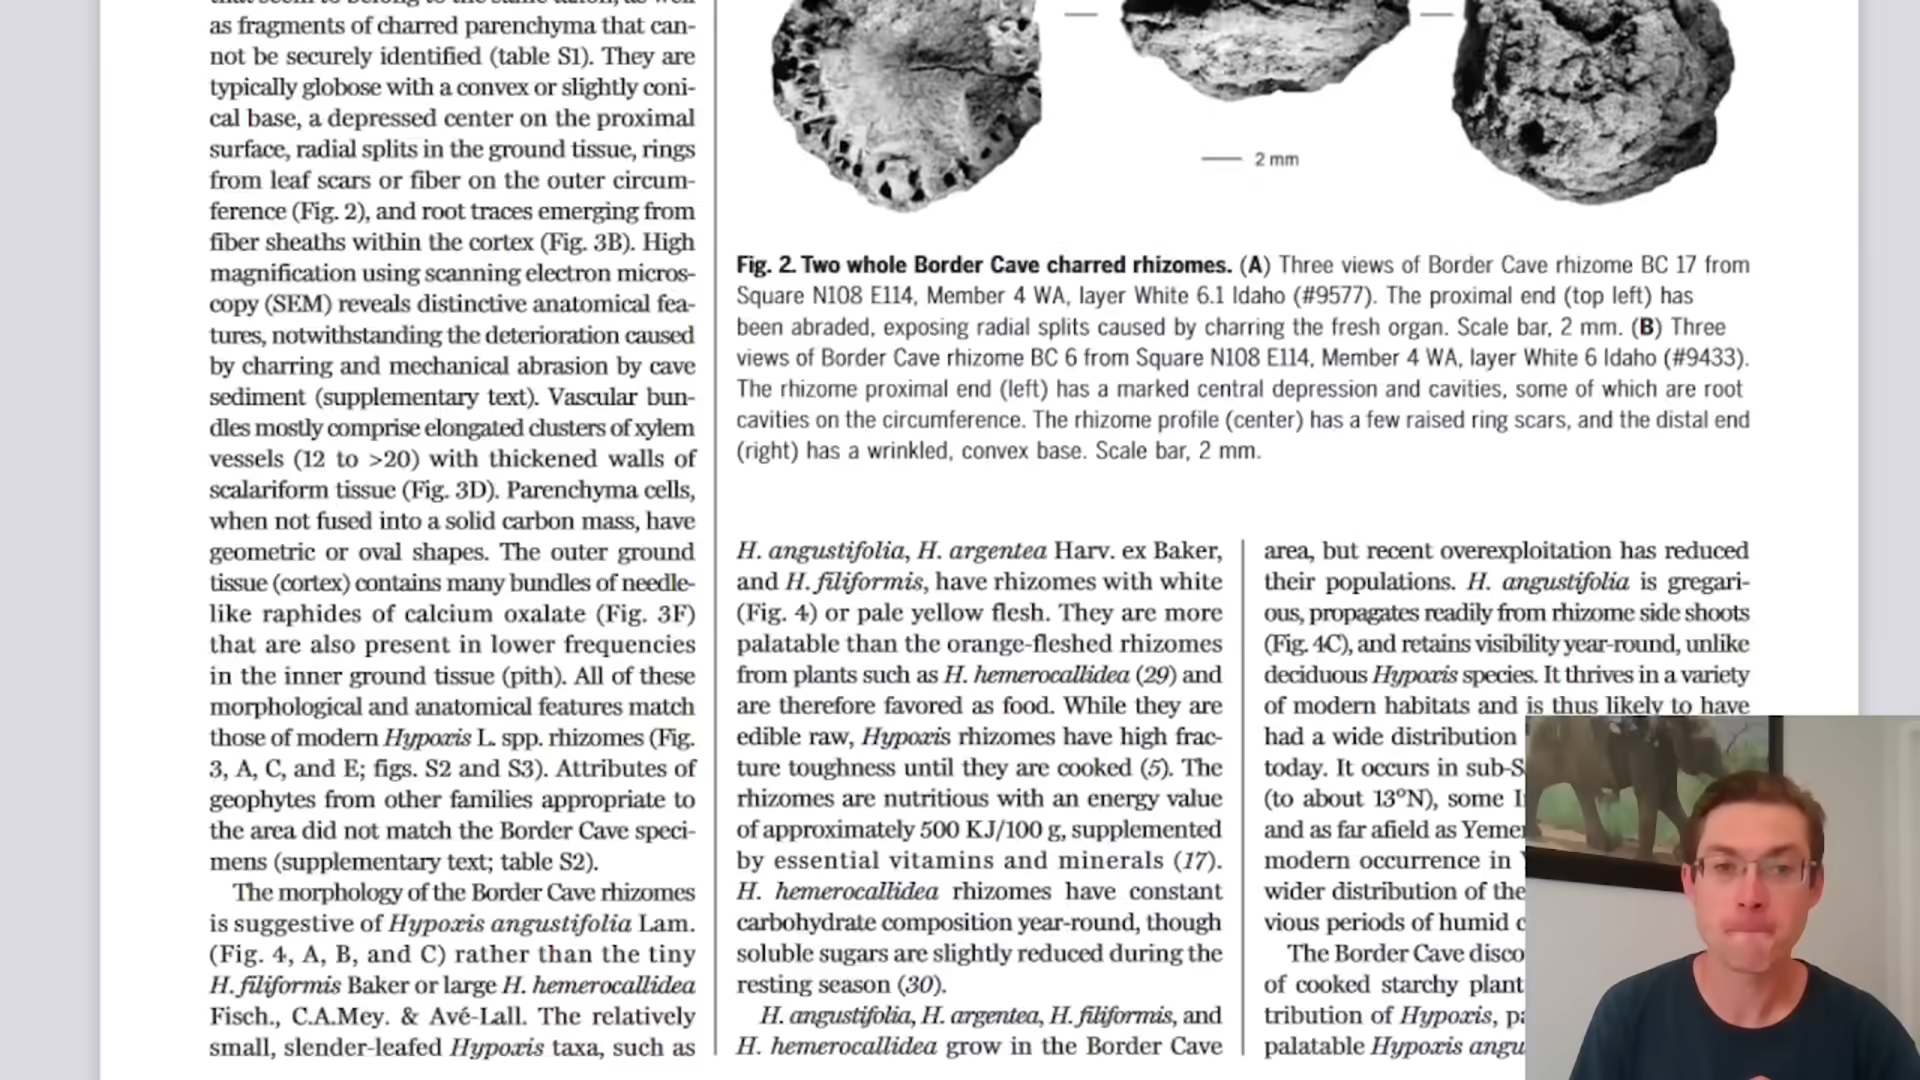 as fragments of charred parenchyma that can-
not be securely identified (table S1). They are
typically globose with a convex or slightly coni-
cal base, a depressed center on the proximal
surface, radial splits in the ground tissue, rings
from leaf scars or fiber on the outer circum-
ference (Fig. 2), and root traces emerging from
fiber sheaths within the cortex (Fig. 3B). High
magnification using scanning electron micros-
copy (SEM) reveals distinctive anatomical fea-
tures, notwithstanding the deterioration caused
by charring and mechanical abrasion by cave
sediment (supplementary text). Vascular bun-
dles mostly comprise elongated clusters of xylem
vessels (12 to >20) with thickened walls of
scalariform tissue (Fig. 3D). Parenchyma cells,
when not fused into a solid carbon mass, have
geometric or oval shapes. The outer ground
tissue (cortex) contains many bundles of needle-
like raphides of calcium oxalate (Fig. 3F)
that are also present in lower frequencies
in the inner ground tissue (pith). All of these
morphological and anatomical features match
those of modern Hypoxis L. spp. rhizomes (Fig.
3, A, C, and E; figs. S2 and S3). Attributes of
geophytes from other families appropriate to
the area did not match the Border Cave speci-
mens (supplementary text; table S2).
The morphology of the Border Cave rhizomes
is suggestive of Hypoxis angustifolia Lam.
(Fig. 4, A, B, and C) rather than the tiny
H. filiformis Baker or large H. hemerocallidea
Fisch., C.A.Mey. & Avé-Lall. The relatively
small, slender-leafed Hypoxis taxa, such as
2 mm
Fig. 2. Two whole Border Cave charred rhizomes. (A) Three views of Border Cave rhizome BC 17 from
Square N108 E114, Member 4 WA, layer White 6.1 Idaho (#9577). The proximal end (top left) has
been abraded, exposing radial splits caused by charring the fresh organ. Scale bar, 2 mm. (B) Three
views of Border Cave rhizome BC 6 from Square N108 E114, Member 4 WA, layer White 6 Idaho (#9433).
The rhizome proximal end (left) has a marked central depression and cavities, some of which are root
cavities on the circumference. The rhizome profile (center) has a few raised ring scars, and the distal end
(right) has a wrinkled, convex base. Scale bar, 2 mm.
H. angustifolia, H. argentea Harv. ex Baker,
and H. filiformis, have rhizomes with white
(Fig. 4) or pale yellow flesh. They are more
palatable than the orange-fleshed rhizomes
from plants such as H. hemerocallidea (29) and
are therefore favored as food. While they are
edible raw, Hypoxis rhizomes have high frac-
ture toughness until they are cooked (5). The
rhizomes are nutritious with an energy value
of approximately 500 KJ/100 g, supplemented
by essential vitamins and minerals (17).
H. hemerocallidea rhizomes have constant
carbohydrate composition year-round, though
soluble sugars are slightly reduced during the
resting season (30).
H. angustifolia, H. argentea, H. filiformis, and
H. hemerocallidea grow in the Border Cave
area, but recent overexploitation has reduced
their populations. H. angustifolia is gregari-
ous, propagates readily from rhizome side shoots
(Fig. 4C), and retains visibility year-round, unlike
deciduous Hypoxis species. It thrives in a variety
of modern habitats and is thus likely to have
had a wide distribution
today. It occurs in sub-S
(to about 13°N), some I
and as far afield as Yeme
modern occurrence in
wider distribution of the
vious periods of humid c
The Border Cave disco
of cooked starchy plant
tribution of Hypoxis, pa
palatable Hypoxis angu